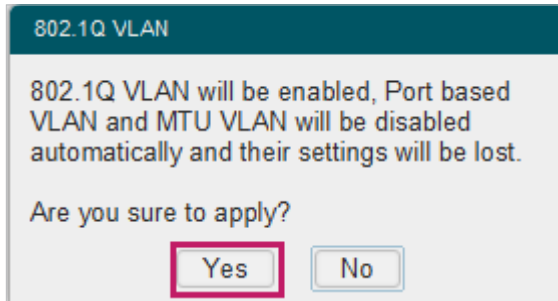 802.1Q VLAN
802.1Q VLAN will be enabled, Port based
VLAN and MTU VLAN will be disabled
automatically and their settings will be lost.
Are you sure to apply?
Yes No